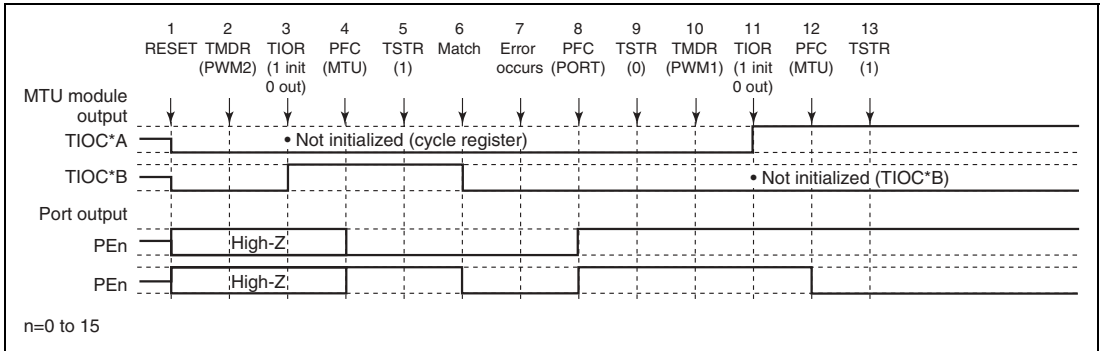 1 2 3 4 5 6 7 8 9 10 11 12 13
RESET TMDR TIOR PFC TSTR Match Error PFC TSTR TMDR TIOR PFC TSTR
(PWM2) (1 init (MTU) (1) occurs (PORT) (0) (PWM1) (1 init (MTU) (1)
0 out) 0 out)
MTU module
output
TIOC*A • Not initialized (cycle register)
TIOC*B • Not initialized (TIOC*B)
Port output
PEn High-Z
PEn High-Z
n=0 to 15